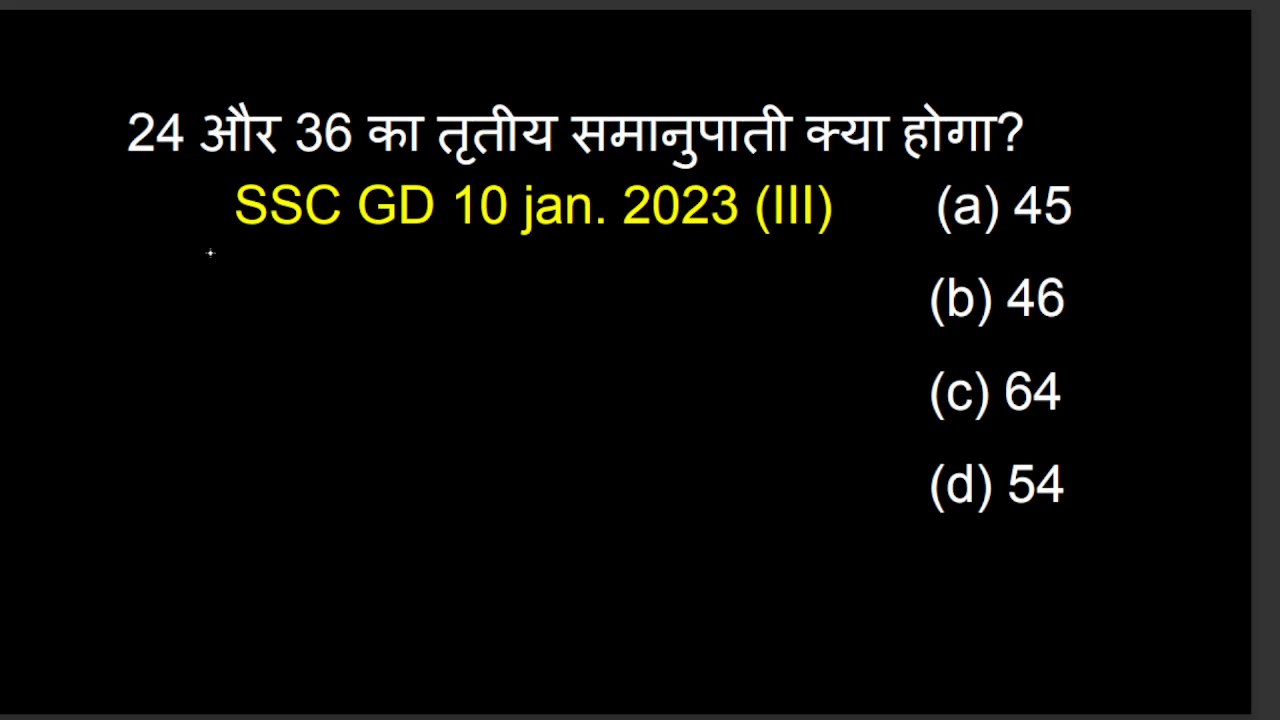 24 और 36 का तृतीय समानुपाती क्या होगा?
SSC GD 10 jan. 2023 (III) (a) 45
(b) 46
(c) 64
(d) 54